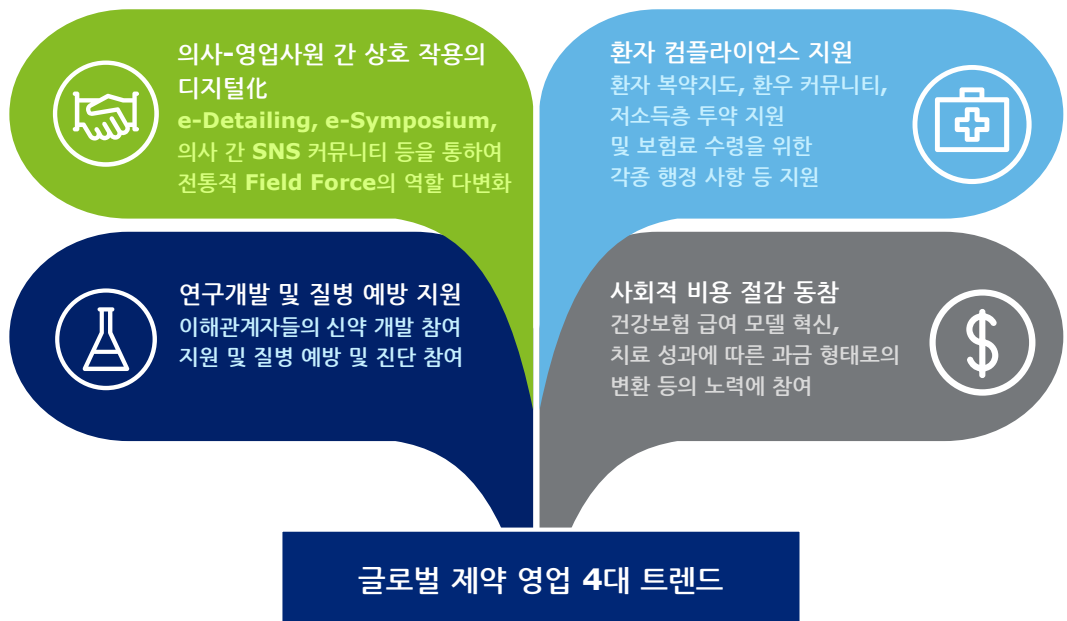 의사-영업사원 간 상호 작용의
디지털化
e-Detailing, e-Symposium,
의사 간 SNS 커뮤니티 등을 통하여
전통적 Field Force의 역할 다변화
환자 컴플라이언스 지원
환자 복약지도, 환우 커뮤니티,
저소득층 투약 지원
및 보험료 수령을 위한
각종 행정 사항 등 지원
연구개발 및 질병 예방 지원
이해관계자들의 신약 개발 참여
지원 및 질병 예방 및 진단 참여
사회적 비용 절감 동참
건강보험 급여 모델 혁신,
치료 성과에 따른 과금 형태로의
변환 등의 노력에 참여
$
글로벌 제약 영업 4대 트렌드